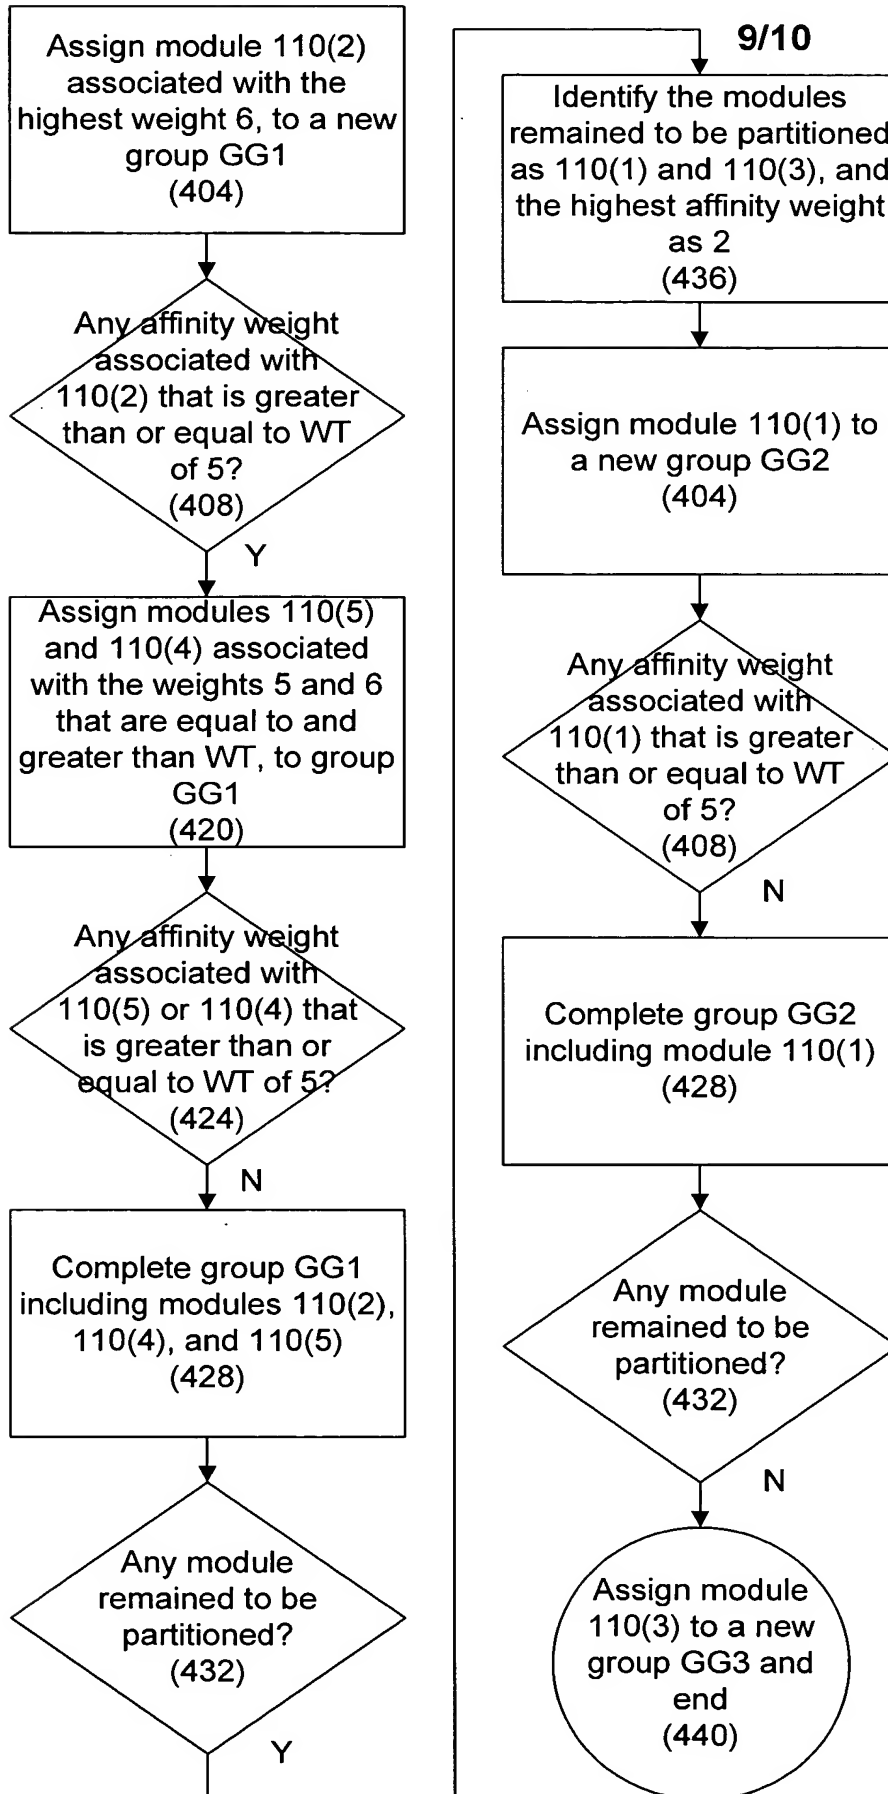 Assign module 110(2)
associated with the
highest weight 6, to a new
group GG1
(404)
Any affinity weight
associated with
110(2) that is greater
than or equal to WT
of 5?
(408)
Y
Assign modules 110(5)
and 110(4) associated
with the weights 5 and 6
that are equal to and
greater than WT, to group
GG1
(420)
Any affinity weight
associated with
110(5) or 110(4) that
is greater than or
equal to WT of 5?
(424)
N
Complete group GG1
including modules 110(2),
110(4), and 110(5)
(428)
Any module
remained to be
partitioned?
(432)
Y
9/10
Identify the modules
remained to be partitioned
as 110(1) and 110(3), and
the highest affinity weight
as 2
(436)
Assign module 110(1) to
a new group GG2
(404)
Any affinity weight
associated with
110(1) that is greater
than or equal to WT
of 5?
(408)
N
Complete group GG2
including module 110(1)
(428)
Any module
remained to be
partitioned?
(432)
N
Assign module
110(3) to a new
group GG3 and
end
(440)